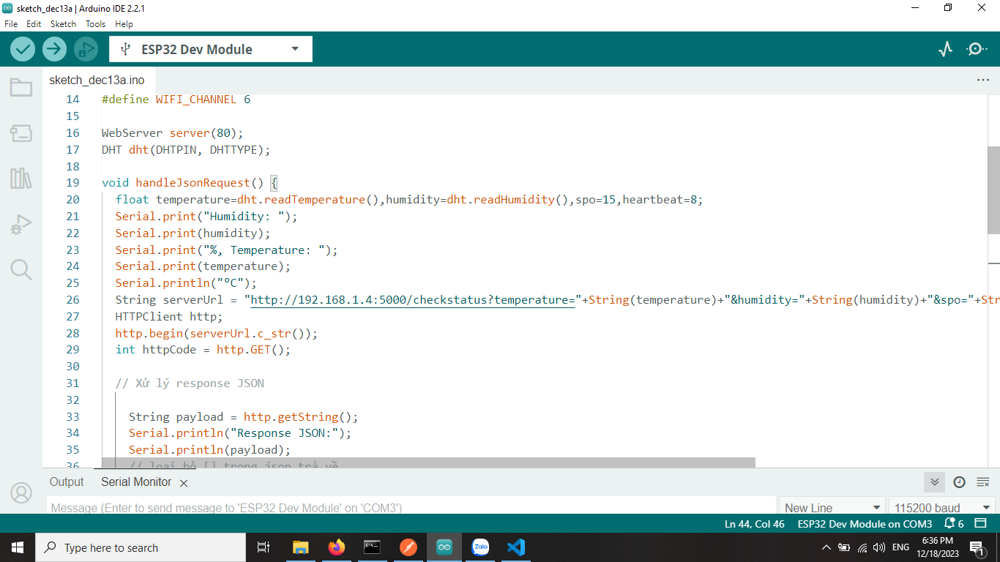 sketch_dec13a | Arduino IDE 2.2.1
File Edit Sketch Tools Help
ESP32 Dev Module
sketch_dec13a.ino
14 #define WIFI_CHANNEL 6
15
16 WebServer server(80);
17 DHT dht(DHTPIN, DHTTYPE);
18
19 void handleJsonRequest() {
20 float temperature=dht.readTemperature(),humidity=dht.readHumidity(),spo=15,heartbeat=8;
21 Serial.print("Humidity: ");
22 Serial.print(humidity);
23 Serial.print("%, Temperature: ");
24 Serial.print(temperature);
25 Serial.println("ºC");
26 String serverUrl = "http://192.168.1.4:5000/checkstatus?temperature="+String(temperature)+"&humidity="+String(humidity)+"&spo="+Str
27 HTTPClient http;
28 http.begin(serverUrl.c_str());
29 int httpCode = http.GET();
30
31 // Xử lý response JSON
32
33 String payload = http.getString();
34 Serial.println("Response JSON:");
35 Serial.println(payload);
36 // loại bỏ [] trong json trả về
Output Serial Monitor
Message (Enter to send message to 'ESP32 Dev Module' on 'COM3') New Line 115200 baud
Ln 44, Col 46 ESP32 Dev Module on COM3 6
Type here to search Zalo ENG 6:36 PM
12/18/2023 1